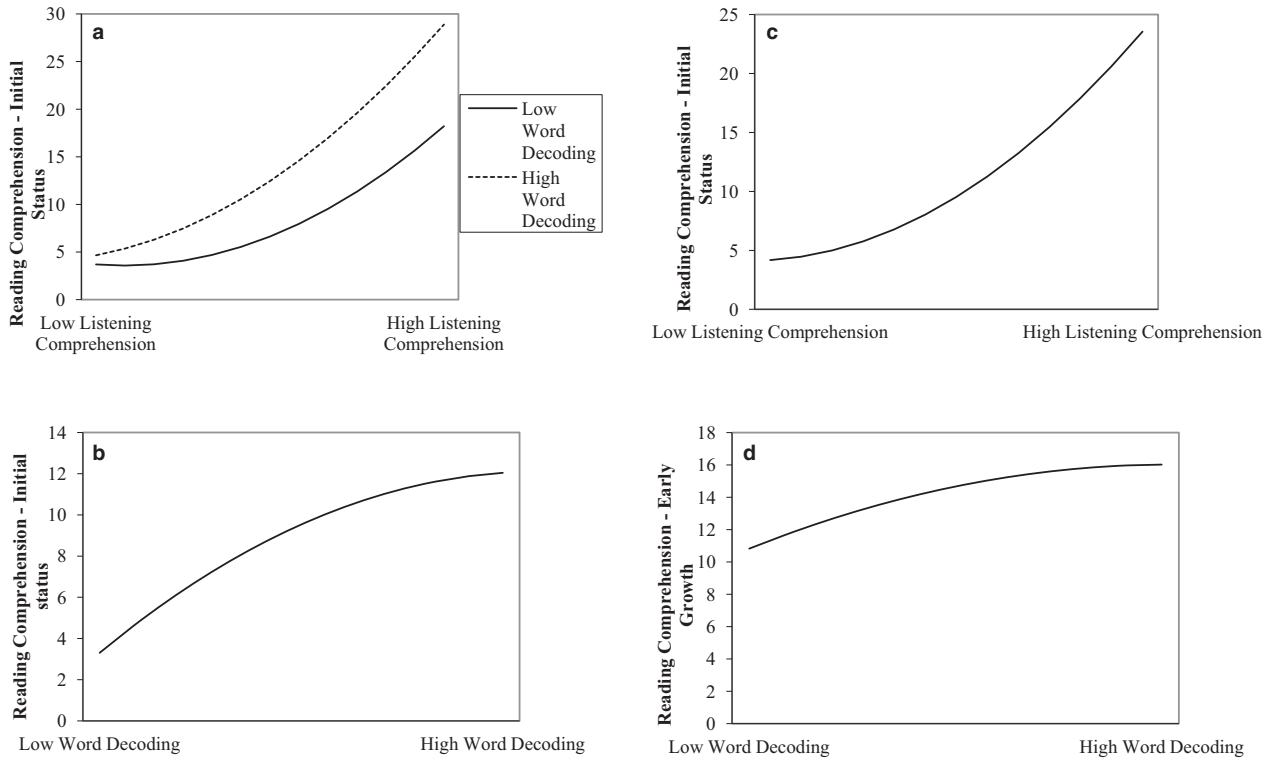 a
Reading Comprehension - Initial
Status
30
25
20
15
10
5
0
Low Listening
Comprehension
High Listening
Comprehension
Low
Word
Decoding
High
Word
Decoding
c
Reading Comprehension - Initial
Status
25
20
15
10
5
0
Low Listening Comprehension
High Listening Comprehension
b
Reading Comprehension - Initial
status
14
12
10
8
6
4
2
0
Low Word Decoding
High Word Decoding
d
Reading Comprehension - Early
Growth
18
16
14
12
10
8
6
4
2
0
Low Word Decoding
High Word Decoding